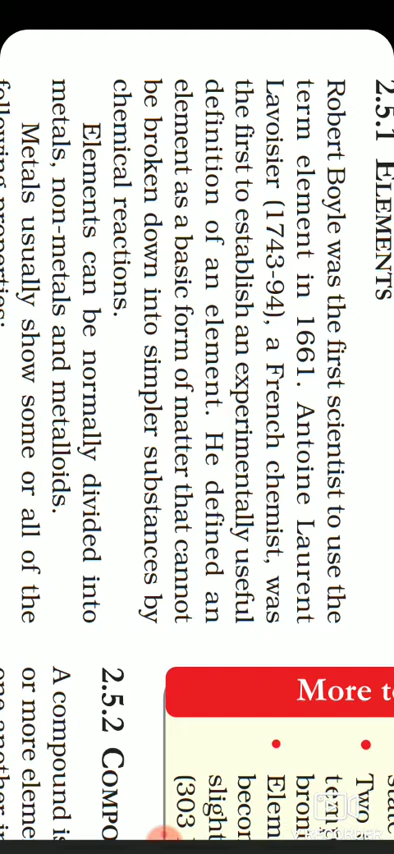 2.5.1 ELEMENTS
Robert Boyle was the first scientist to use the
term element in 1661. Antoine Laurent
Lavoisier (1743-94), a French chemist, was
the first to establish an experimentally useful
definition of an element. He defined an
element as a basic form of matter that cannot
be broken down into simpler substances by
chemical reactions.
Elements can be normally divided into
metals, non-metals and metalloids.
Metals usually show some or all of the
following properties:
More t
• Two
• Elem
becor
slight
(303
2.5.2 COMPO
A compound is
or more eleme
V RECORDER